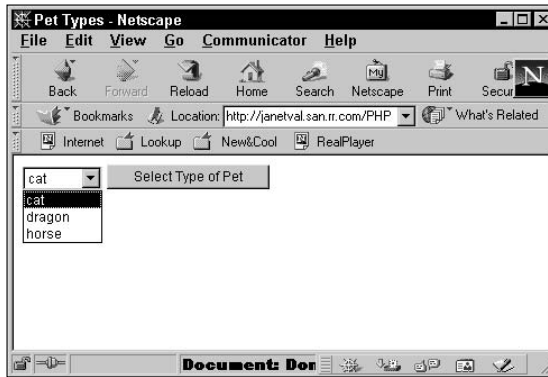 Pet Types - Netscape
File Edit View Go Communicator Help
Back Forward Reload Home Search Netscape Print Secur
My
N
Bookmarks Location: http://janetval.san.rr.com/PHP What's Related
Internet Lookup New&Cool RealPlayer
cat Select Type of Pet
cat
dragon
horse
Document: Don